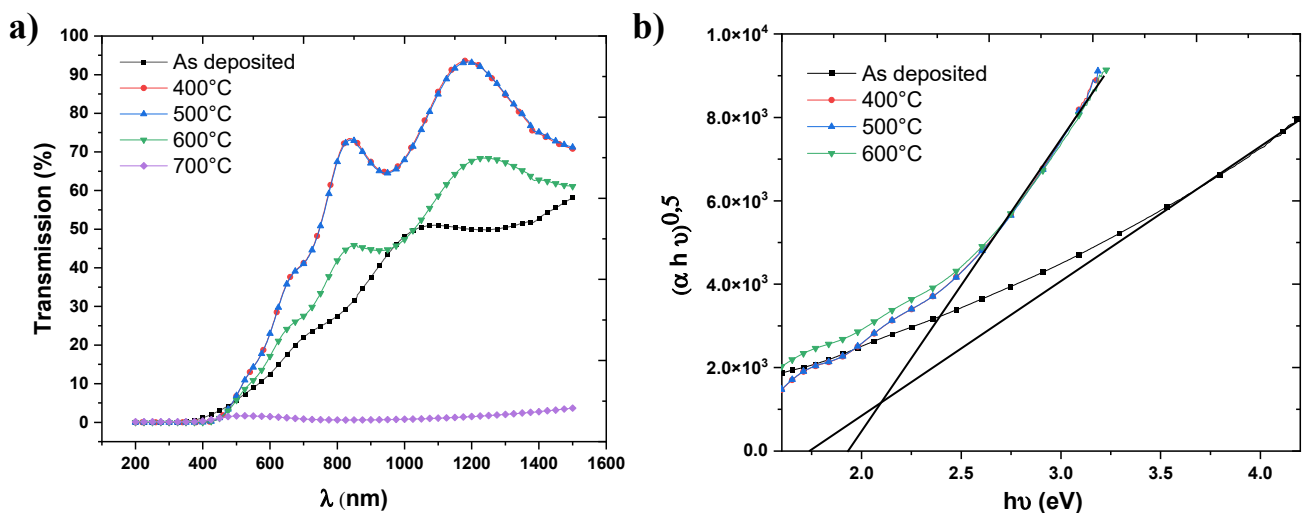 a)
Transmission (%)
100
90
80
70
60
50
40
30
20
10
0
As deposited
400°C
500°C
600°C
700°C
200 400 600 800 1000 1200 1400 1600
λ (nm)
b)
(α h υ)0,5
1.0×104
8.0×103
6.0×103
4.0×103
2.0×103
0.0
As deposited
400°C
500°C
600°C
2.0 2.5 3.0 3.5 4.0
hυ (eV)